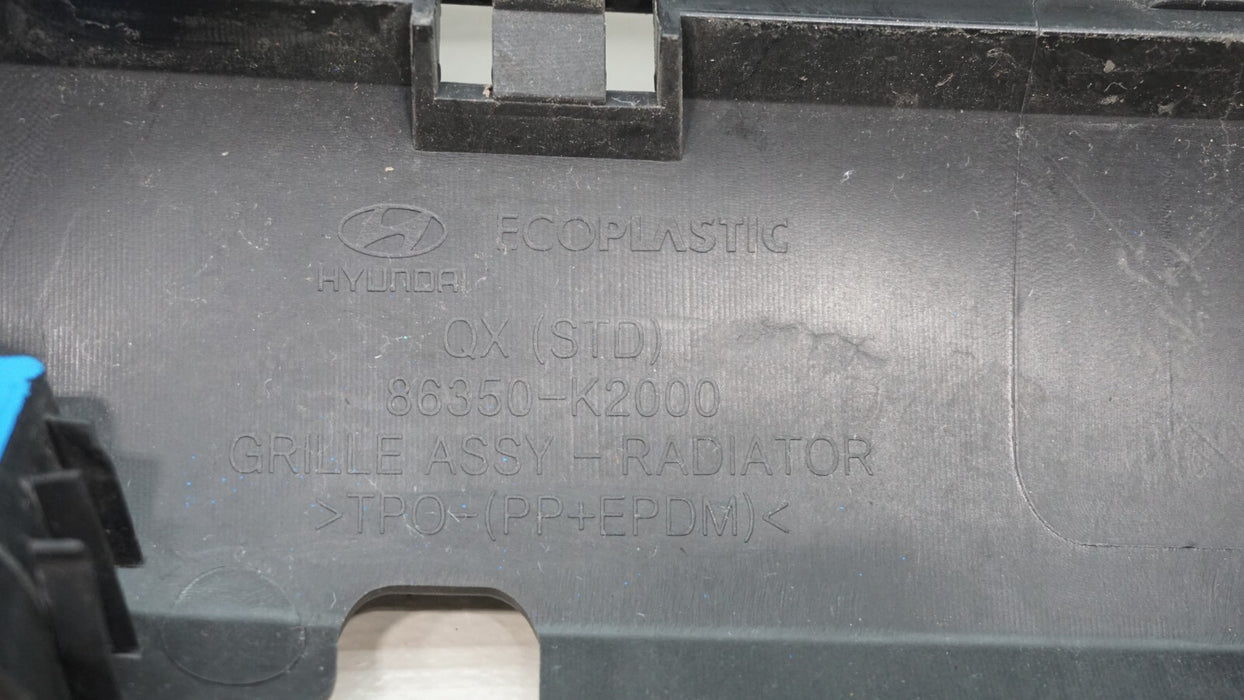 HYUNDAI
ECOPLASTIC
QX (STD)
86350-K2000
GRILLE ASSY - RADIATOR
>TPO-(PP+EPDM)<